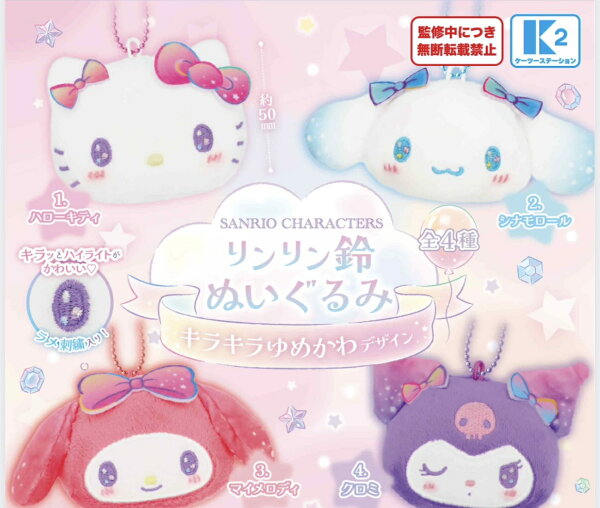 監修中につき
無断転載禁止
K2
ケーツーステーション
約50mm
1.
ハローキティ
2.
シナモロール
SANRIO CHARACTERS
リンリン鈴
ぬいぐるみ
全4種
キラキラゆめかわデザイン
キラッとハイライトが
かわいい♡
ラメ刺繍入り!
3.
マイメロディ
4.
クロミ